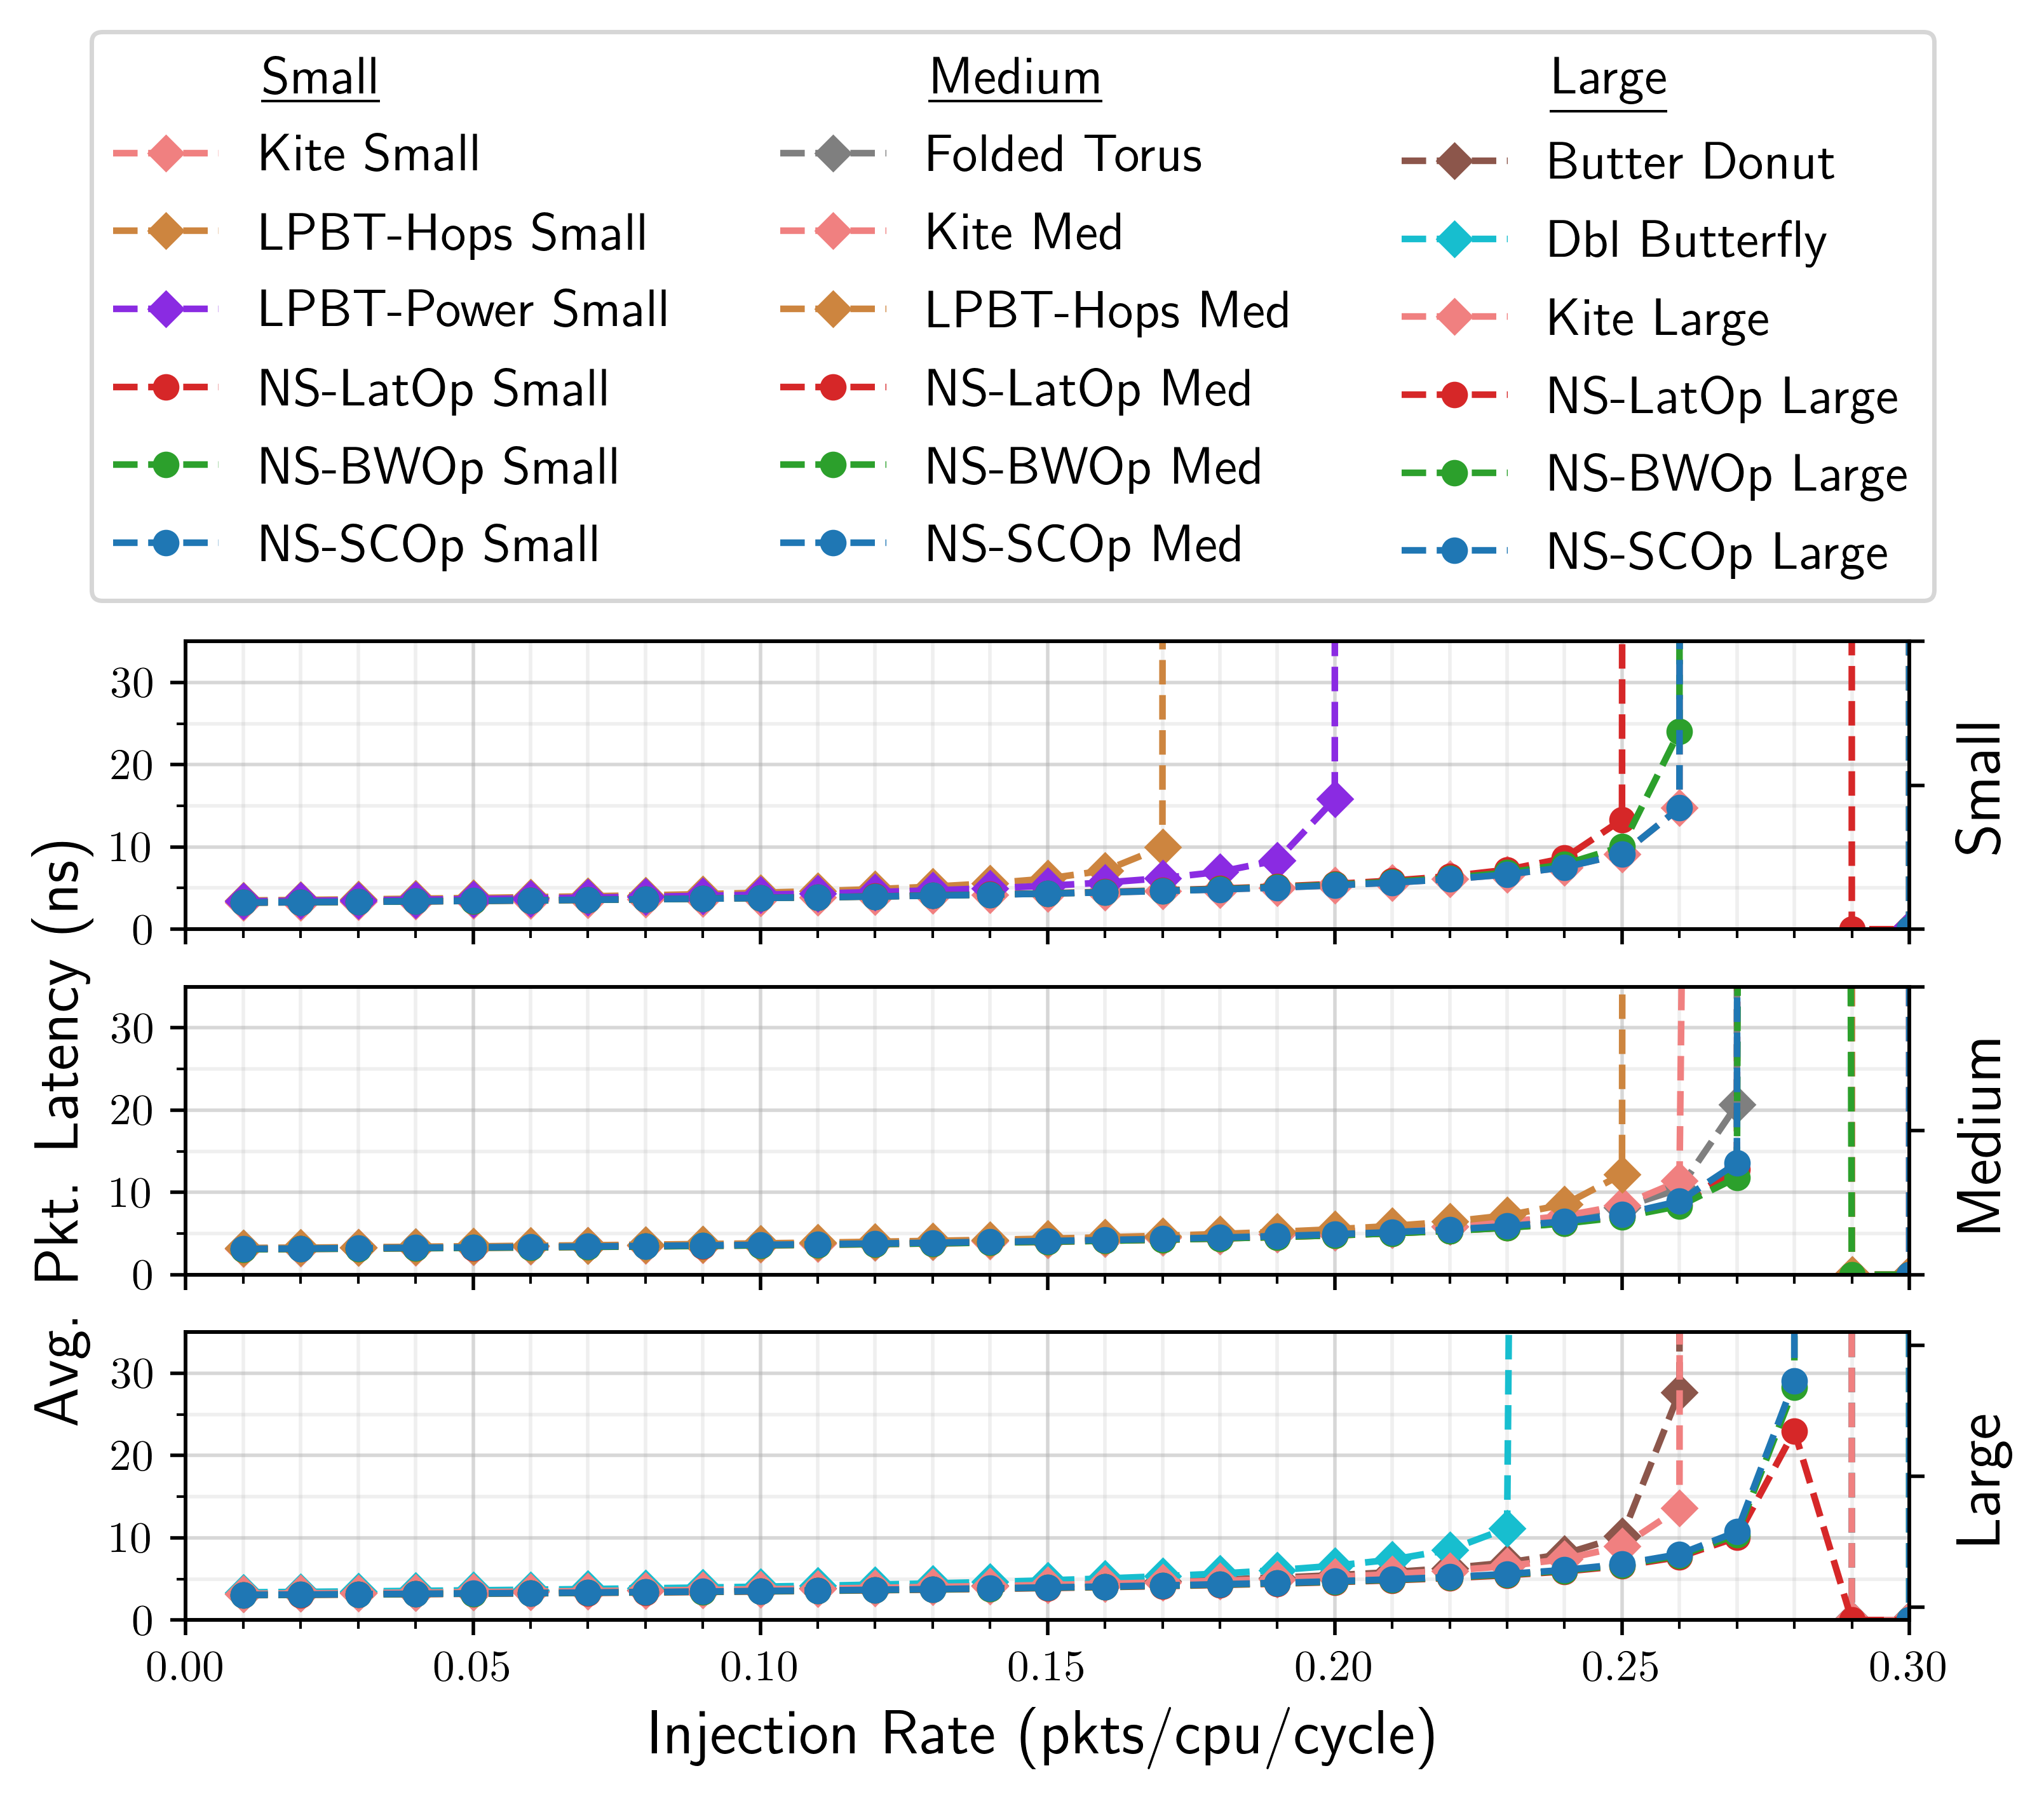 Small
Kite Small
LPBT-Hops Small
LPBT-Power Small
NS-LatOp Small
NS-BWOp Small
NS-SCOp Small
Medium
Folded Torus
Kite Med
LPBT-Hops Med
NS-LatOp Med
NS-BWOp Med
NS-SCOp Med
Large
Butter Donut
Dbl Butterfly
Kite Large
NS-LatOp Large
NS-BWOp Large
NS-SCOp Large
Avg. Pkt. Latency (ns)
30
20
10
0
Small
30
20
10
0
Medium
30
20
10
0
Large
0.00 0.05 0.10 0.15 0.20 0.25 0.30
Injection Rate (pkts/cpu/cycle)